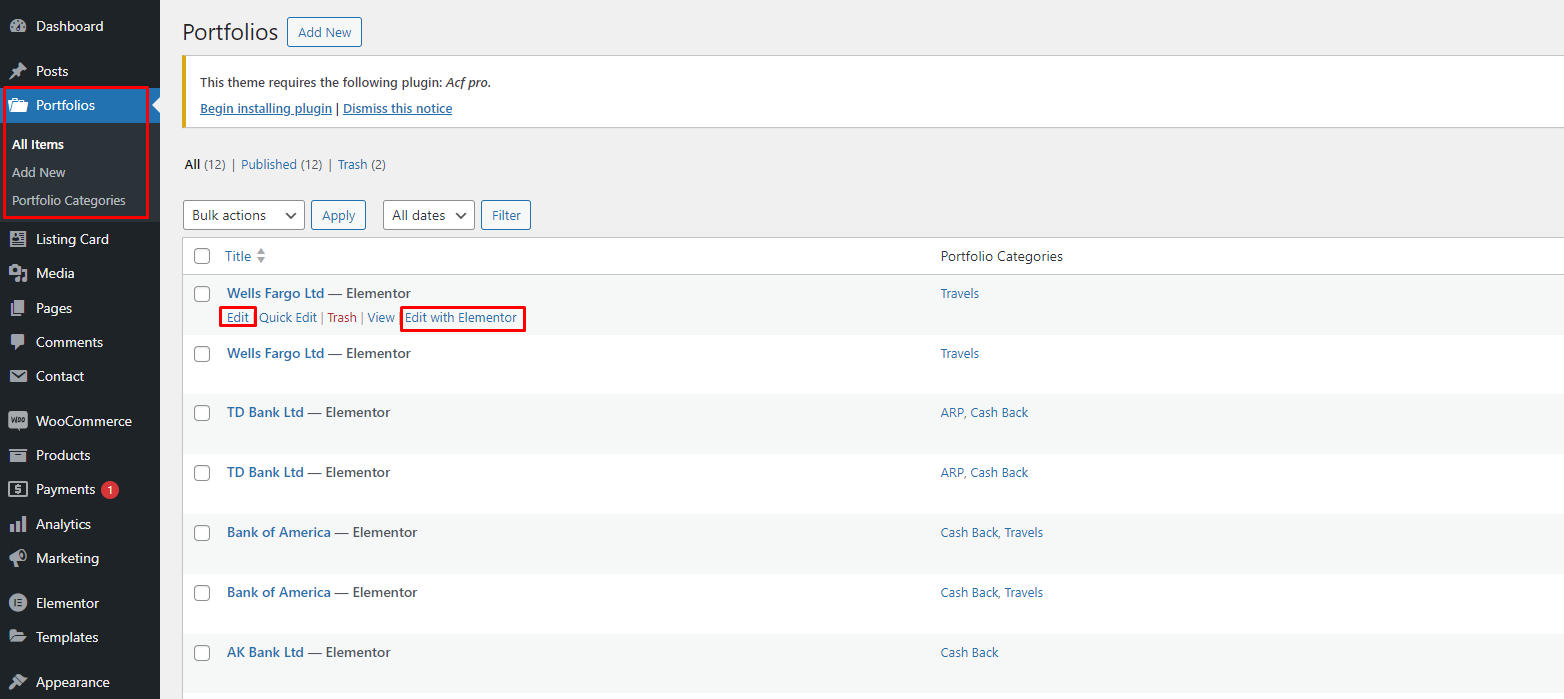 Dashboard
Posts
Portfolios
All Items
Add New
Portfolio Categories
Listing Card
Media
Pages
Comments
Contact
WooCommerce
Products
Payments 1
Analytics
Marketing
Elementor
Templates
Appearance
Portfolios Add New
This theme requires the following plugin: Acf pro.
Begin installing plugin | Dismiss this notice
All (12) | Published (12) | Trash (2)
Bulk actions Apply All dates Filter
Title Portfolio Categories
Wells Fargo Ltd — Elementor Travels
Edit | Quick Edit | Trash | View | Edit with Elementor
Wells Fargo Ltd — Elementor Travels
TD Bank Ltd — Elementor ARP, Cash Back
TD Bank Ltd — Elementor ARP, Cash Back
Bank of America — Elementor Cash Back, Travels
Bank of America — Elementor Cash Back, Travels
AK Bank Ltd — Elementor Cash Back